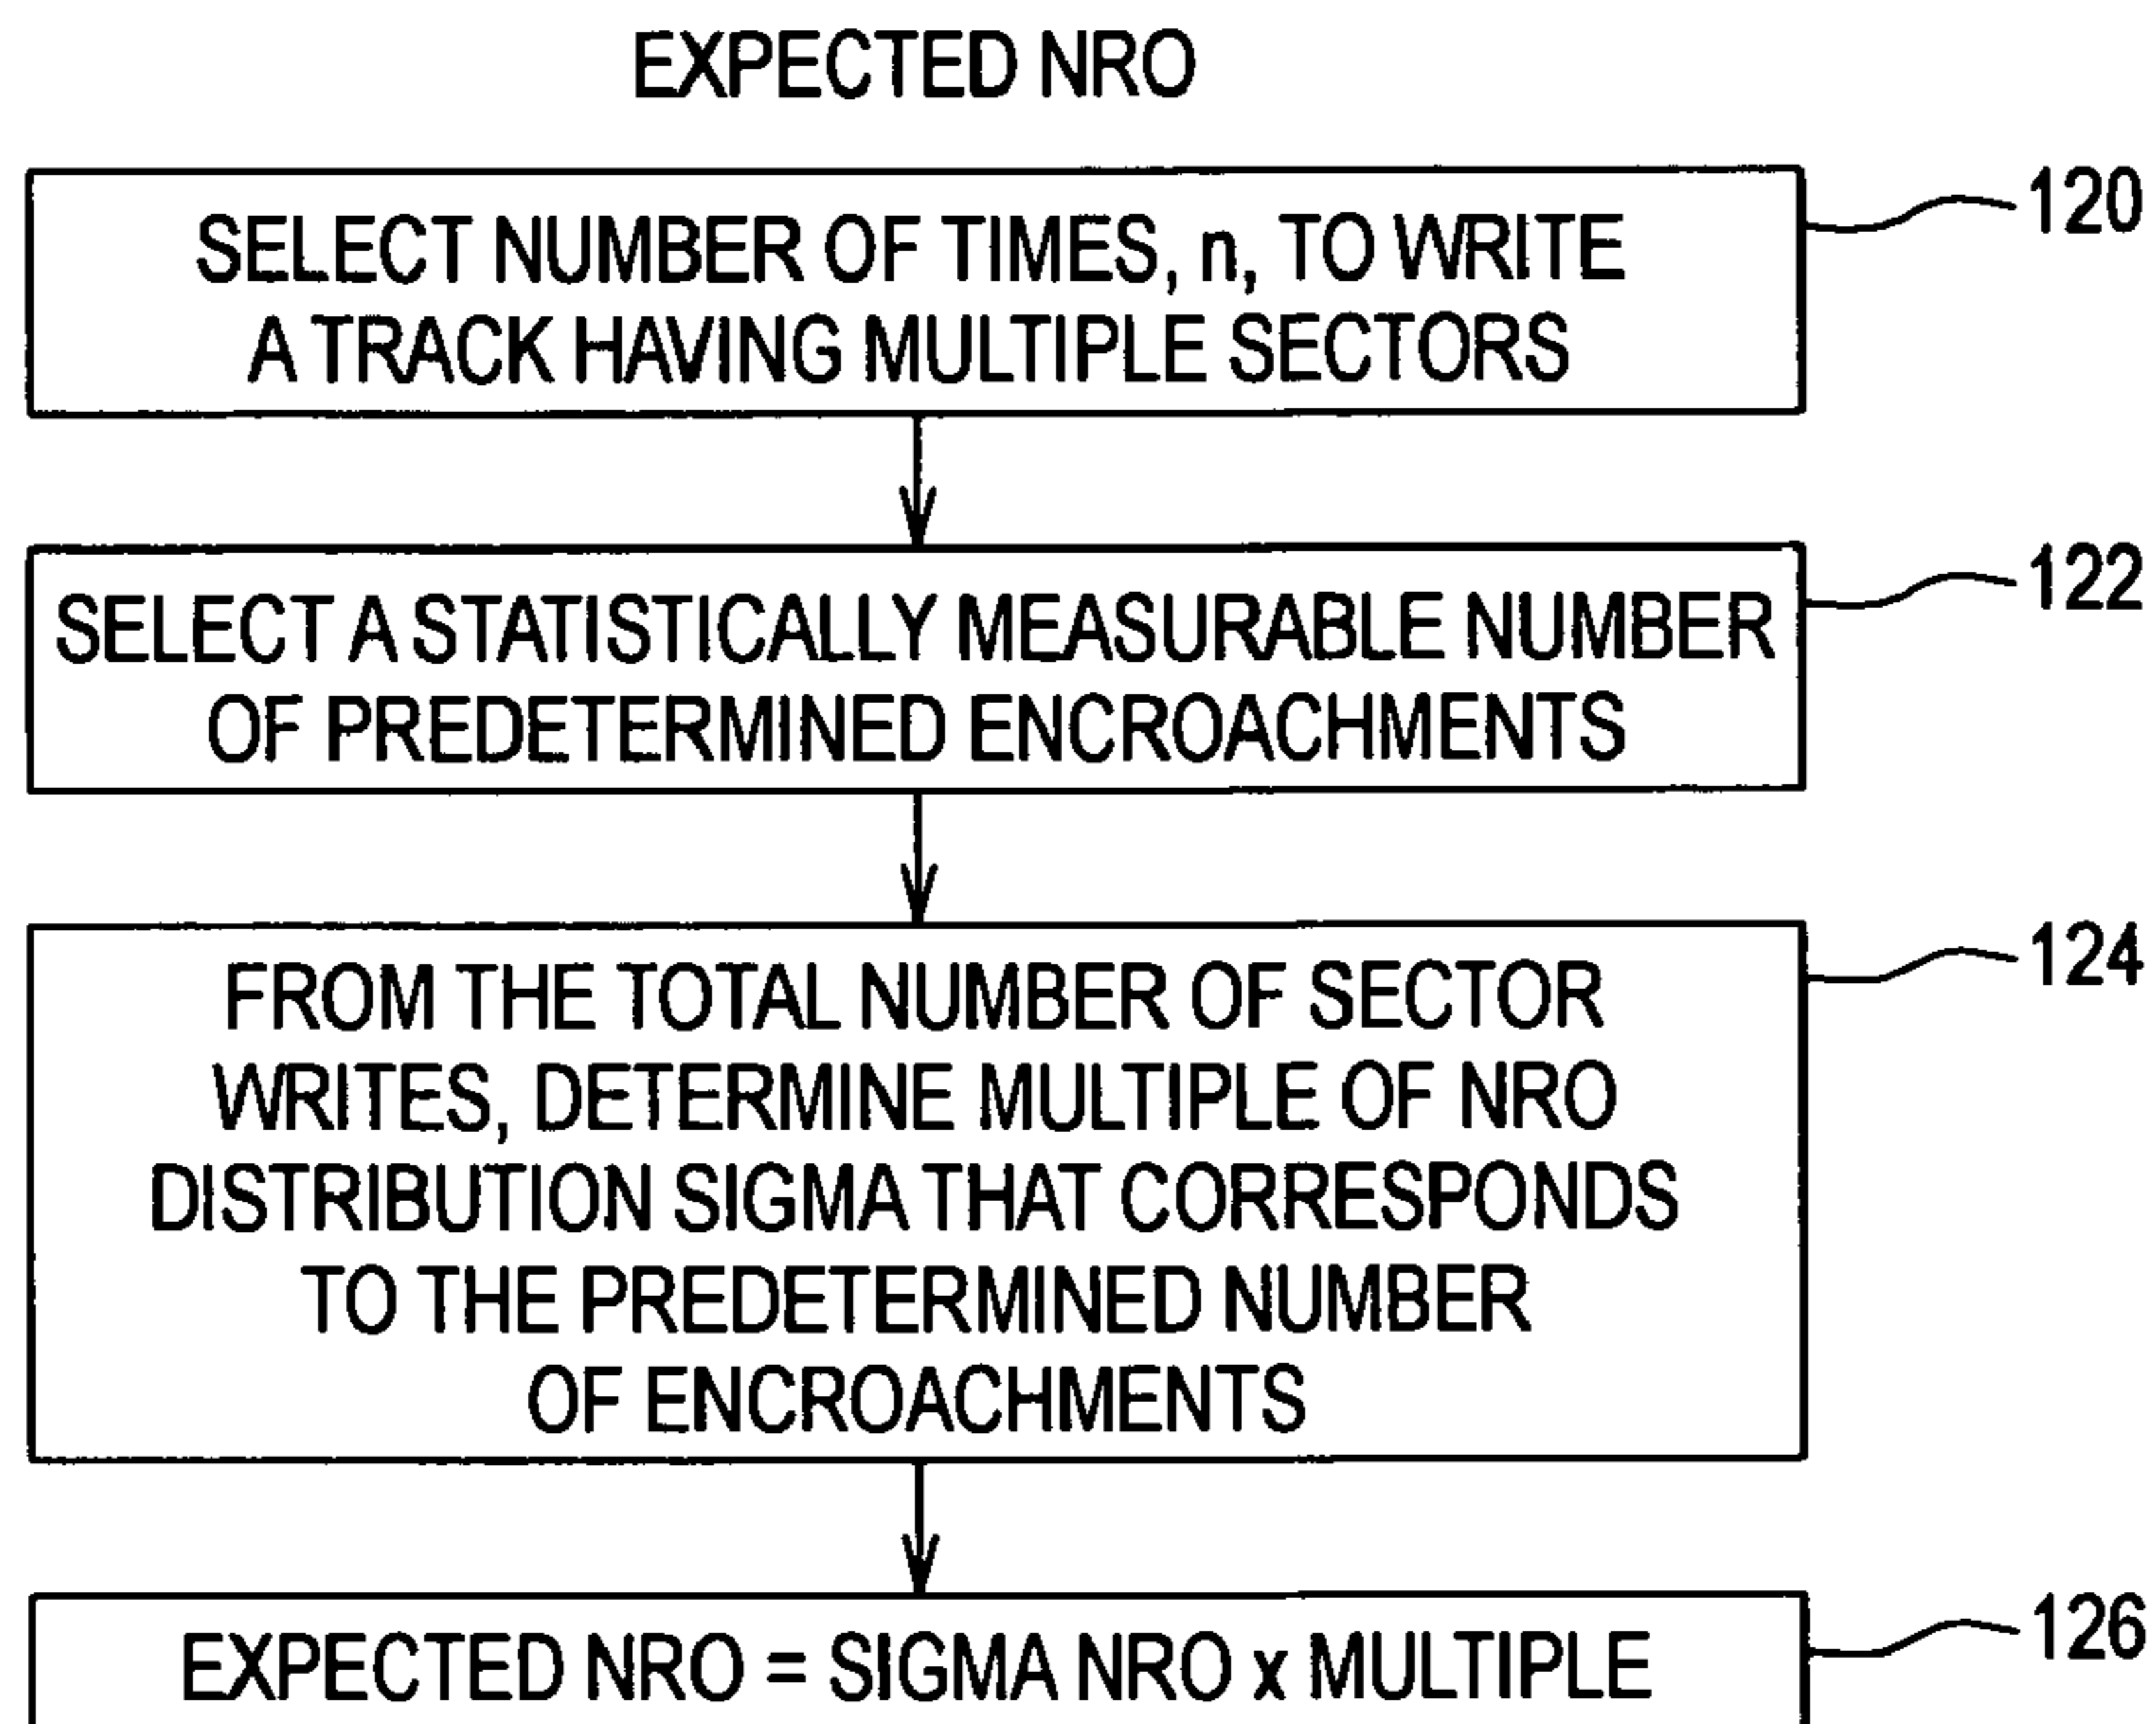 EXPECTED NRO
SELECT NUMBER OF TIMES, n, TO WRITE
A TRACK HAVING MULTIPLE SECTORS
120
SELECT A STATISTICALLY MEASURABLE NUMBER
OF PREDETERMINED ENCROACHMENTS
122
FROM THE TOTAL NUMBER OF SECTOR
WRITES, DETERMINE MULTIPLE OF NRO
DISTRIBUTION SIGMA THAT CORRESPONDS
TO THE PREDETERMINED NUMBER
OF ENCROACHMENTS
124
EXPECTED NRO = SIGMA NRO x MULTIPLE
126